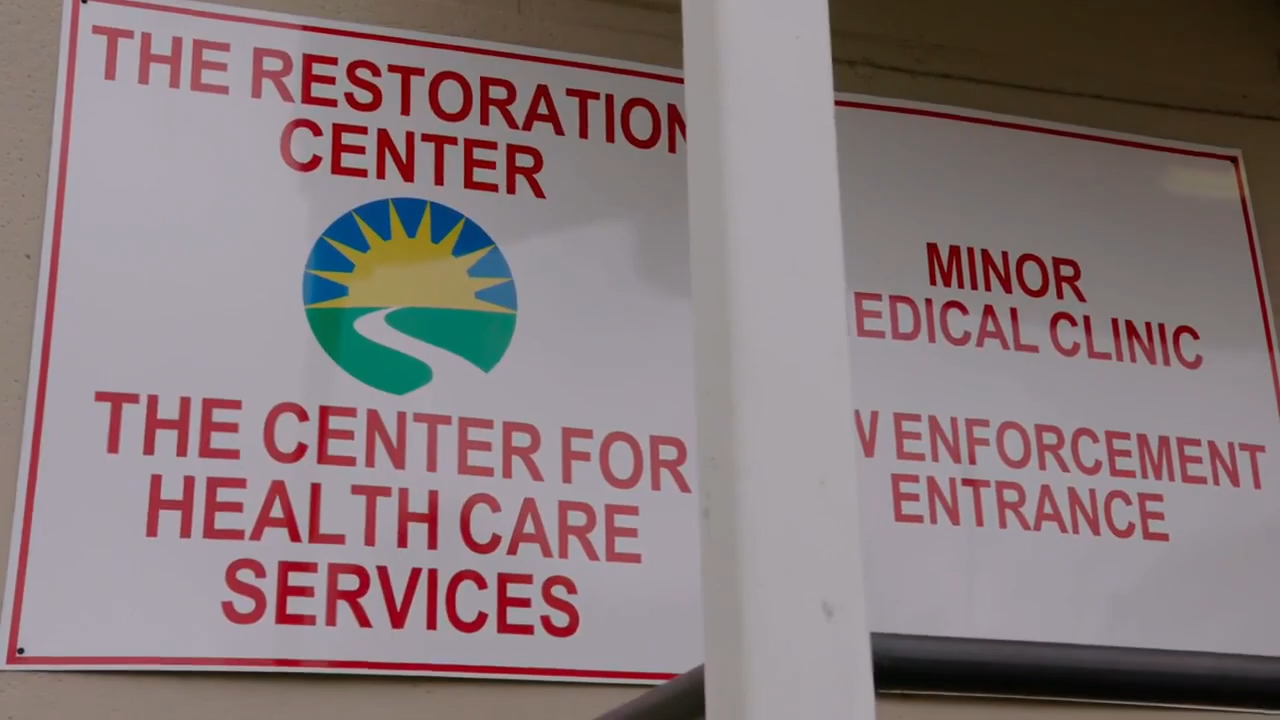 THE RESTORATION
CENTER
THE CENTER FOR
HEALTH CARE
SERVICES
MINOR
EDICAL CLINIC
W ENFORCEMENT
ENTRANCE